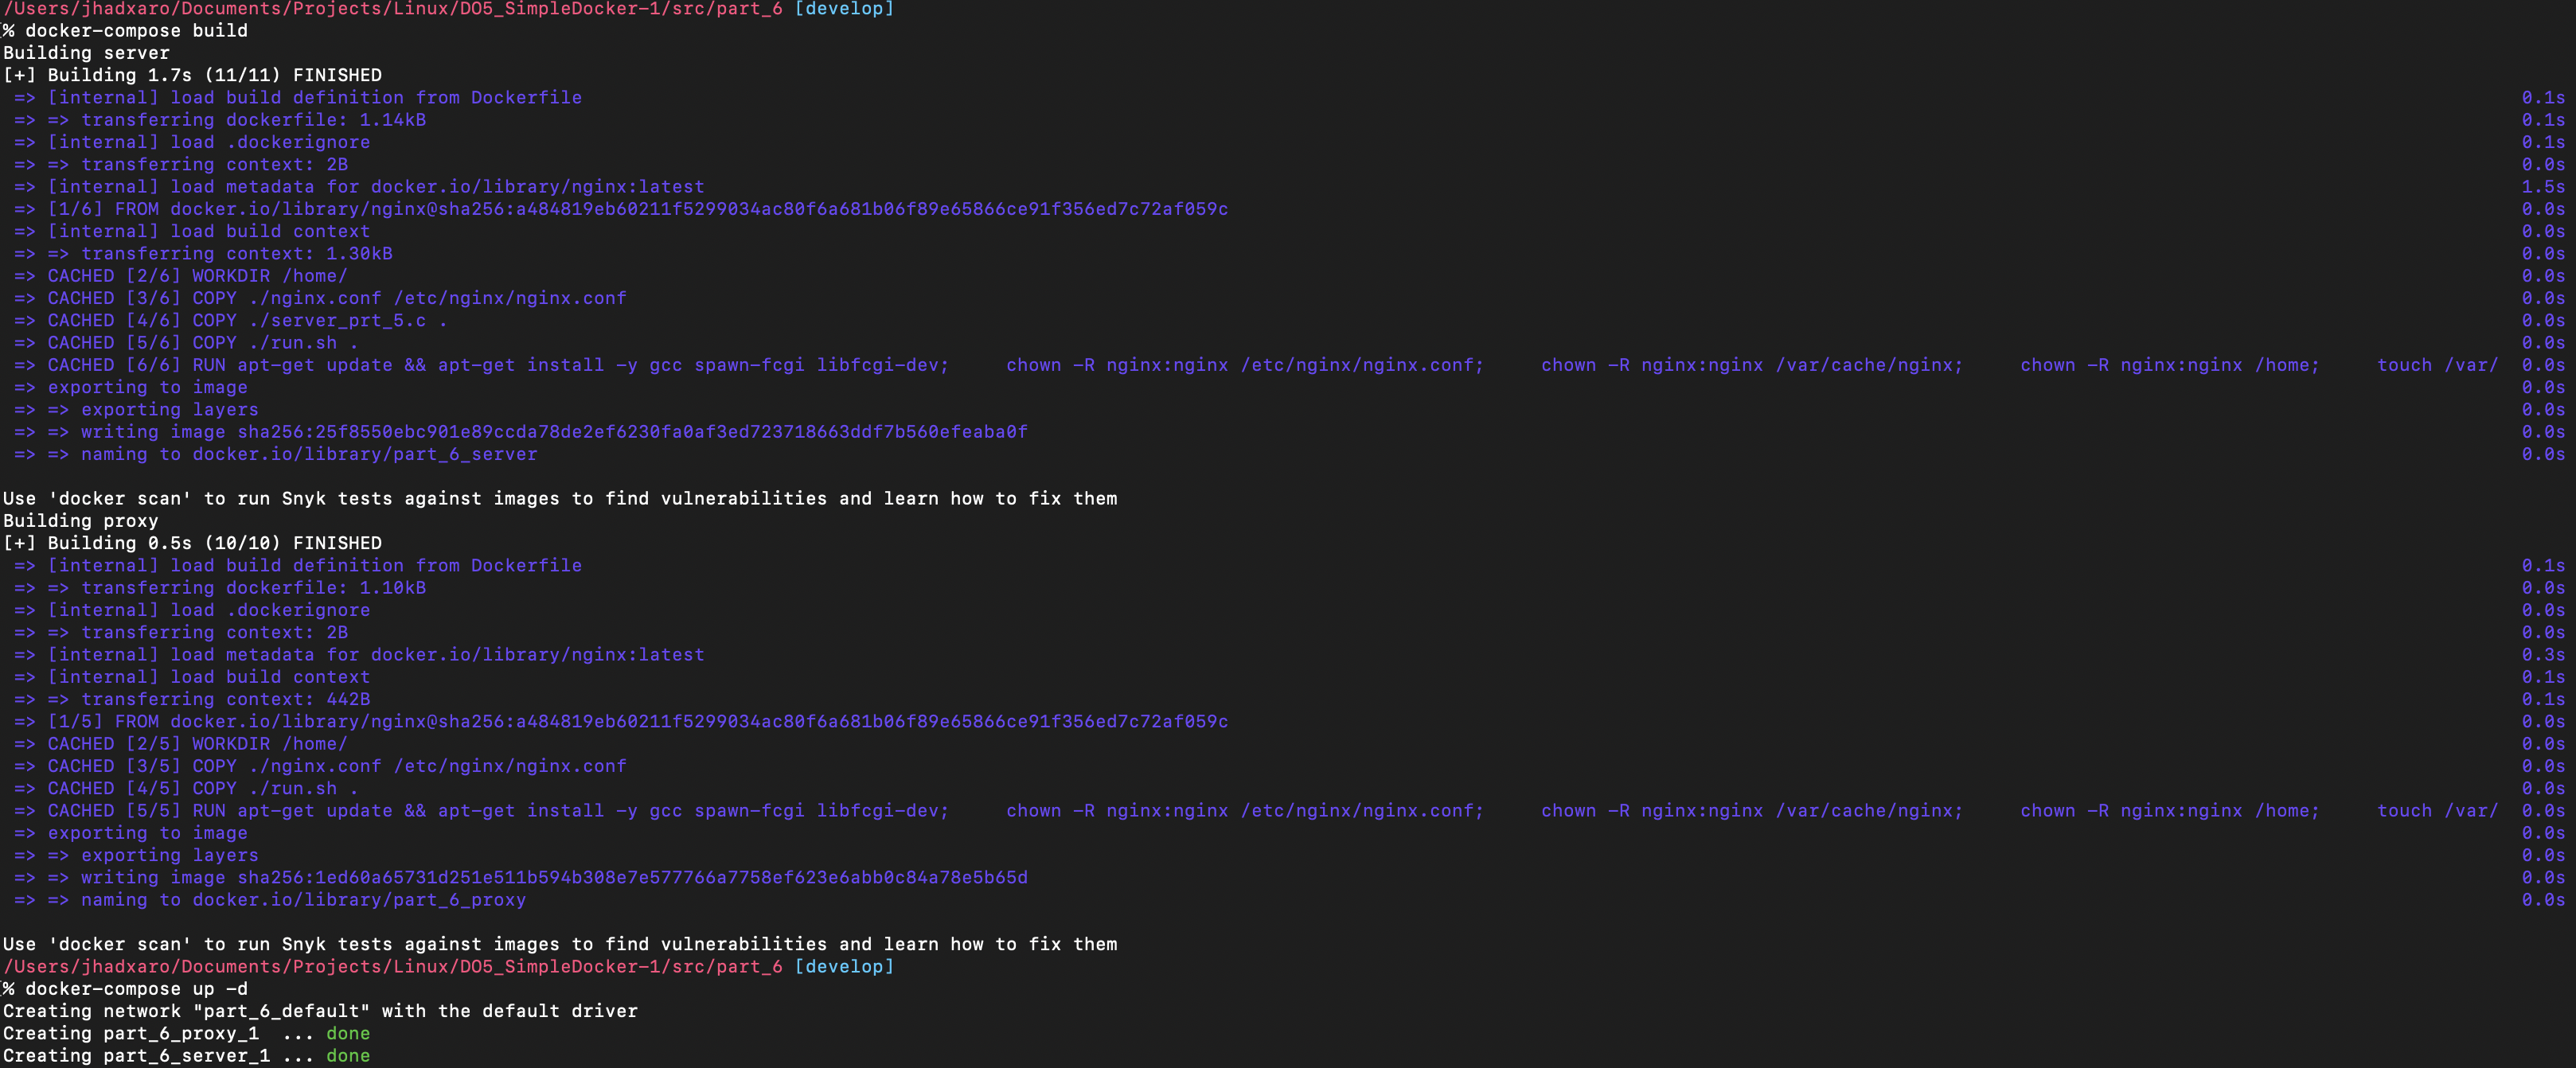 /Users/jhadxaro/Documents/Projects/Linux/DO5_SimpleDocker-1/src/part_6 [develop]
% docker-compose build
Building server
[+] Building 1.7s (11/11) FINISHED
=> [internal] load build definition from Dockerfile 0.1s
=> => transferring dockerfile: 1.14kB 0.1s
=> [internal] load .dockerignore 0.1s
=> => transferring context: 2B 0.0s
=> [internal] load metadata for docker.io/library/nginx:latest 1.5s
=> [1/6] FROM docker.io/library/nginx@sha256:a484819eb60211f5299034ac80f6a681b06f89e65866ce91f356ed7c72af059c 0.0s
=> [internal] load build context 0.0s
=> => transferring context: 1.30kB 0.0s
=> CACHED [2/6] WORKDIR /home/ 0.0s
=> CACHED [3/6] COPY ./nginx.conf /etc/nginx/nginx.conf 0.0s
=> CACHED [4/6] COPY ./server_prt_5.c . 0.0s
=> CACHED [5/6] COPY ./run.sh . 0.0s
=> CACHED [6/6] RUN apt-get update && apt-get install -y gcc spawn-fcgi libfcgi-dev;     chown -R nginx:nginx /etc/nginx/nginx.conf;     chown -R nginx:nginx /var/cache/nginx;     chown -R nginx:nginx /home;     touch /var/ 0.0s
=> exporting to image 0.0s
=> => exporting layers 0.0s
=> => writing image sha256:25f8550ebc901e89ccda78de2ef6230fa0af3ed723718663ddf7b560efeaba0f 0.0s
=> => naming to docker.io/library/part_6_server 0.0s
Use 'docker scan' to run Snyk tests against images to find vulnerabilities and learn how to fix them
Building proxy
[+] Building 0.5s (10/10) FINISHED
=> [internal] load build definition from Dockerfile 0.1s
=> => transferring dockerfile: 1.10kB 0.0s
=> [internal] load .dockerignore 0.0s
=> => transferring context: 2B 0.0s
=> [internal] load metadata for docker.io/library/nginx:latest 0.3s
=> [internal] load build context 0.1s
=> => transferring context: 442B 0.1s
=> [1/5] FROM docker.io/library/nginx@sha256:a484819eb60211f5299034ac80f6a681b06f89e65866ce91f356ed7c72af059c 0.0s
=> CACHED [2/5] WORKDIR /home/ 0.0s
=> CACHED [3/5] COPY ./nginx.conf /etc/nginx/nginx.conf 0.0s
=> CACHED [4/5] COPY ./run.sh . 0.0s
=> CACHED [5/5] RUN apt-get update && apt-get install -y gcc spawn-fcgi libfcgi-dev;     chown -R nginx:nginx /etc/nginx/nginx.conf;     chown -R nginx:nginx /var/cache/nginx;     chown -R nginx:nginx /home;     touch /var/ 0.0s
=> exporting to image 0.0s
=> => exporting layers 0.0s
=> => writing image sha256:1ed60a65731d251e511b594b308e7e577766a7758ef623e6abb0c84a78e5b65d 0.0s
=> => naming to docker.io/library/part_6_proxy 0.0s
Use 'docker scan' to run Snyk tests against images to find vulnerabilities and learn how to fix them
/Users/jhadxaro/Documents/Projects/Linux/DO5_SimpleDocker-1/src/part_6 [develop]
% docker-compose up -d
Creating network "part_6_default" with the default driver
Creating part_6_proxy_1  ... done
Creating part_6_server_1 ... done